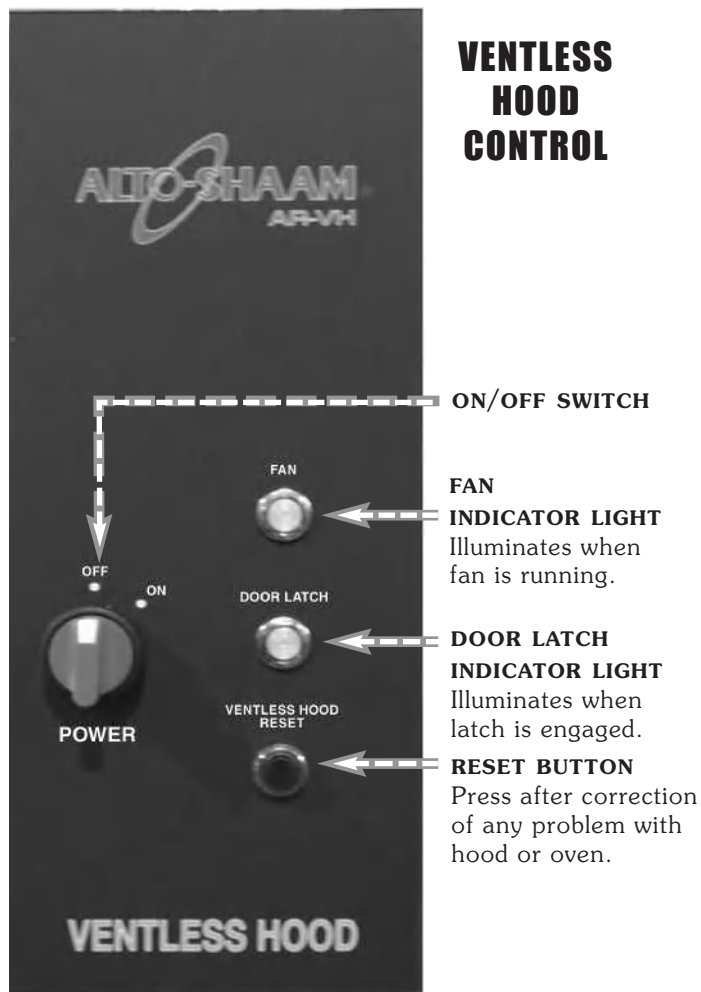 VENTLESS
HOOD
CONTROL
ALTO-SHAAM
AR-VH
ON/OFF SWITCH
FAN
FAN
INDICATOR LIGHT
Illuminates when
fan is running.
OFF
ON
DOOR LATCH
DOOR LATCH
INDICATOR LIGHT
Illuminates when
latch is engaged.
POWER
VENTLESS HOOD
RESET
RESET BUTTON
Press after correction
of any problem with
hood or oven.
VENTLESS HOOD